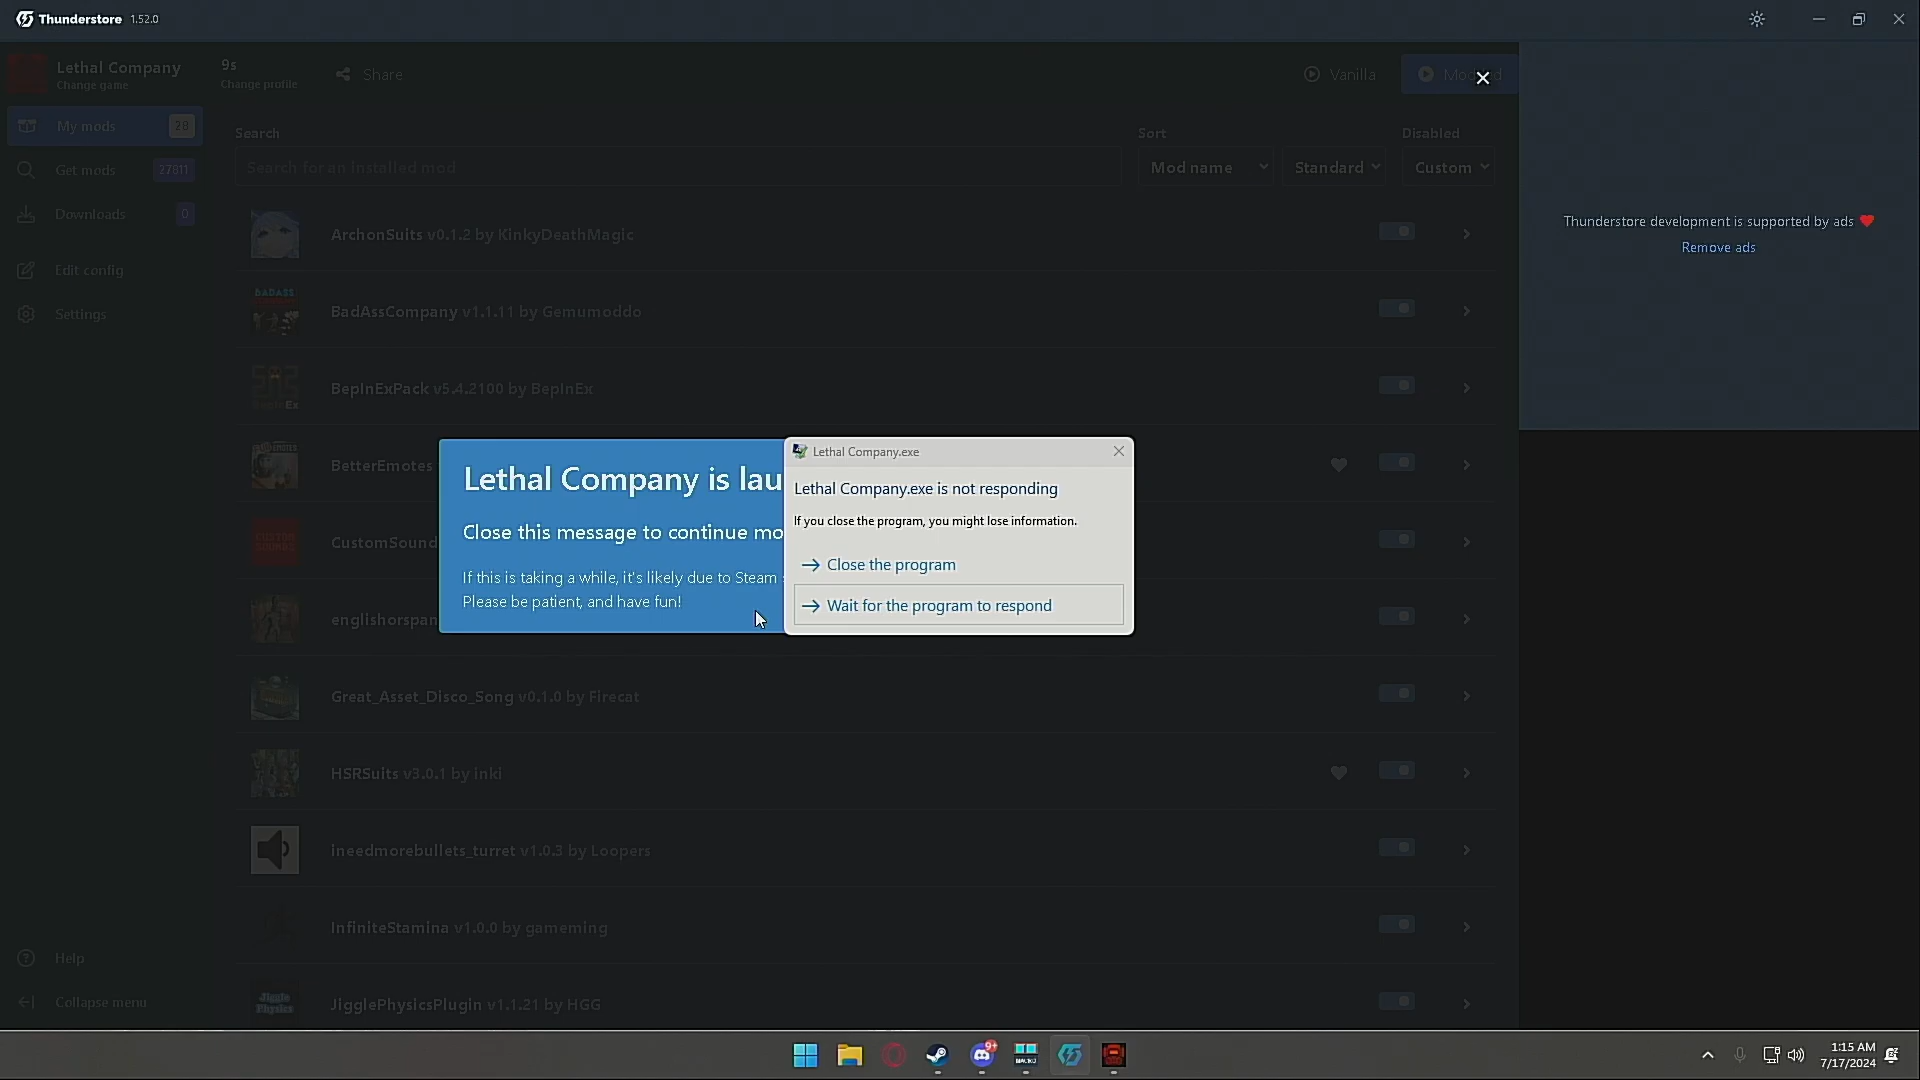 Thunderstore 1.52.0
Lethal Company
Change game
9s
Change profile
Share
Vanilla
My mods 28
Get mods 27811
Downloads 0
Edit config
Settings
Help
Collapse menu
Search
Search for an installed mod
Sort
Mod name
Standard
Disabled
Custom
ArchonSuits v0.1.2 by KinkyDeathMagic
BadAssCompany v1.1.11 by Gemumoddo
BepInExPack v5.4.2100 by BepInEx
BetterEmotes
CustomSound
englishorspan
Great_Asset_Disco_Song v0.1.0 by Firecat
HSRSuits v3.0.1 by inki
ineedmorebullets_turret v1.0.3 by Loopers
InfiniteStamina v1.0.0 by gameming
JigglePhysicsPlugin v1.1.21 by HGG
Lethal Company is lau
Close this message to continue mo
If this is taking a while, it's likely due to Steam
Please be patient, and have fun!
Lethal Company.exe
Lethal Company.exe is not responding
If you close the program, you might lose information.
Close the program
Wait for the program to respond
Thunderstore development is supported by ads
Remove ads
9+
1:15 AM
7/17/2024